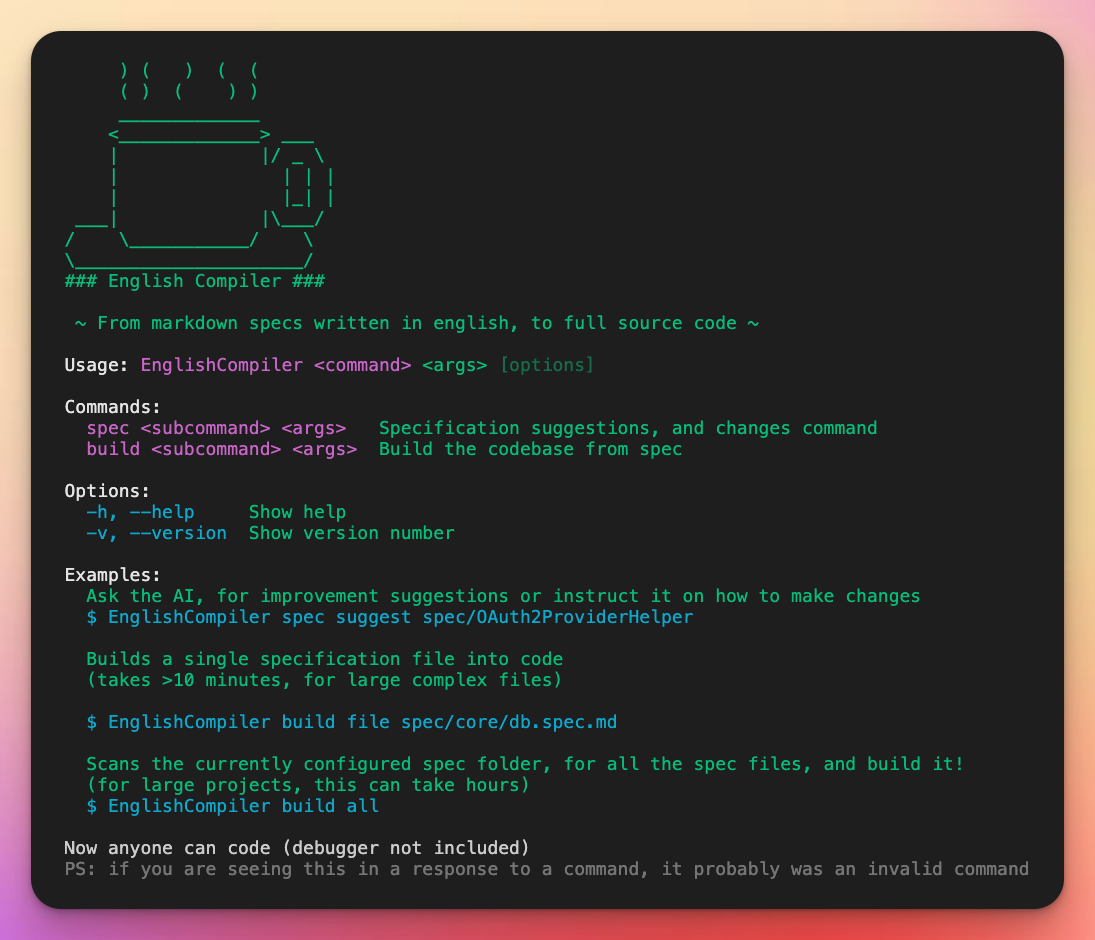 ### English Compiler ###
~ From markdown specs written in english, to full source code ~
Usage: EnglishCompiler <command> <args> [options]
Commands:
spec <subcommand> <args>   Specification suggestions, and changes command
build <subcommand> <args>  Build the codebase from spec
Options:
-h, --help     Show help
-v, --version  Show version number
Examples:
Ask the AI, for improvement suggestions or instruct it on how to make changes
$ EnglishCompiler spec suggest spec/OAuth2ProviderHelper
Builds a single specification file into code
(takes >10 minutes, for large complex files)
$ EnglishCompiler build file spec/core/db.spec.md
Scans the currently configured spec folder, for all the spec files, and build it!
(for large projects, this can take hours)
$ EnglishCompiler build all
Now anyone can code (debugger not included)
PS: if you are seeing this in a response to a command, it probably was an invalid command